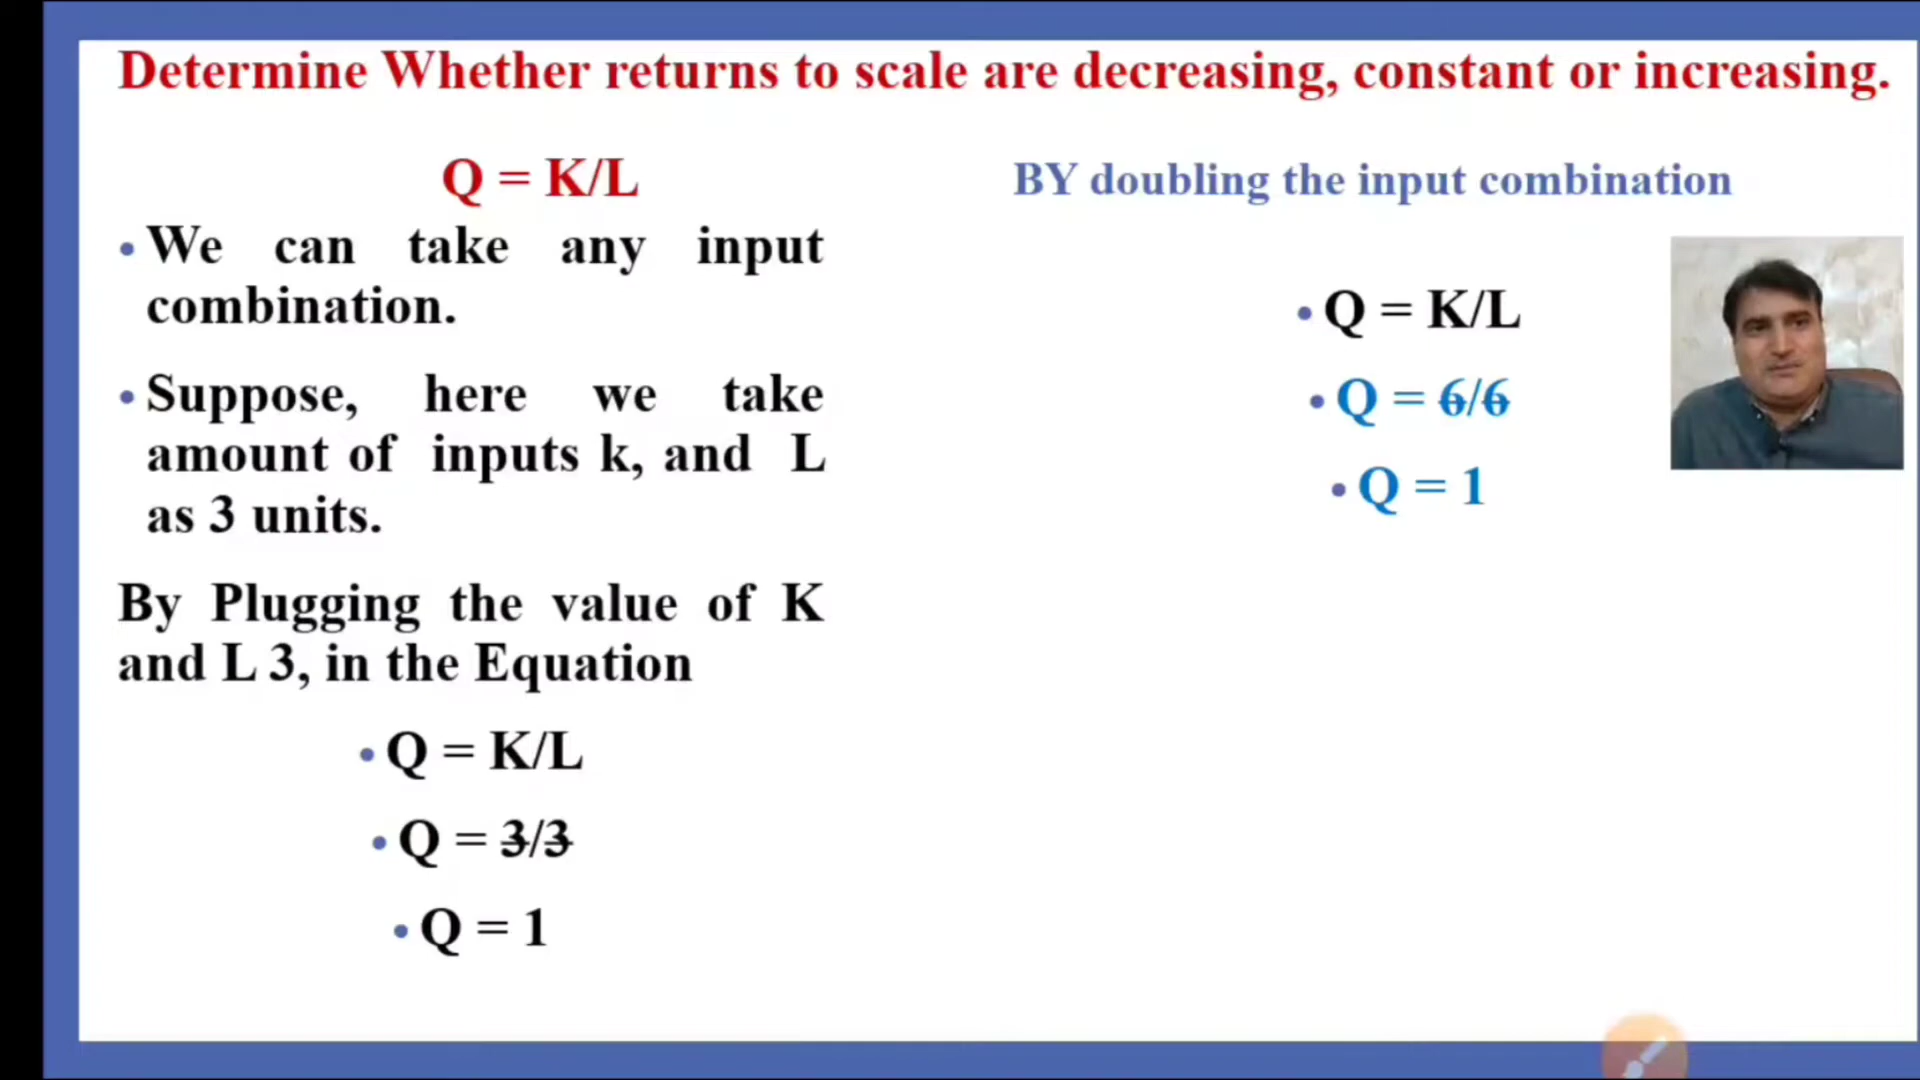 Determine Whether returns to scale are decreasing, constant or increasing.
Q = K/L
• We can take any input
combination.
• Suppose, here we take
amount of inputs k, and L
as 3 units.
By Plugging the value of K
and L 3, in the Equation
• Q = K/L
• Q = 3/3
• Q = 1
BY doubling the input combination
• Q = K/L
• Q = 6/6
• Q = 1